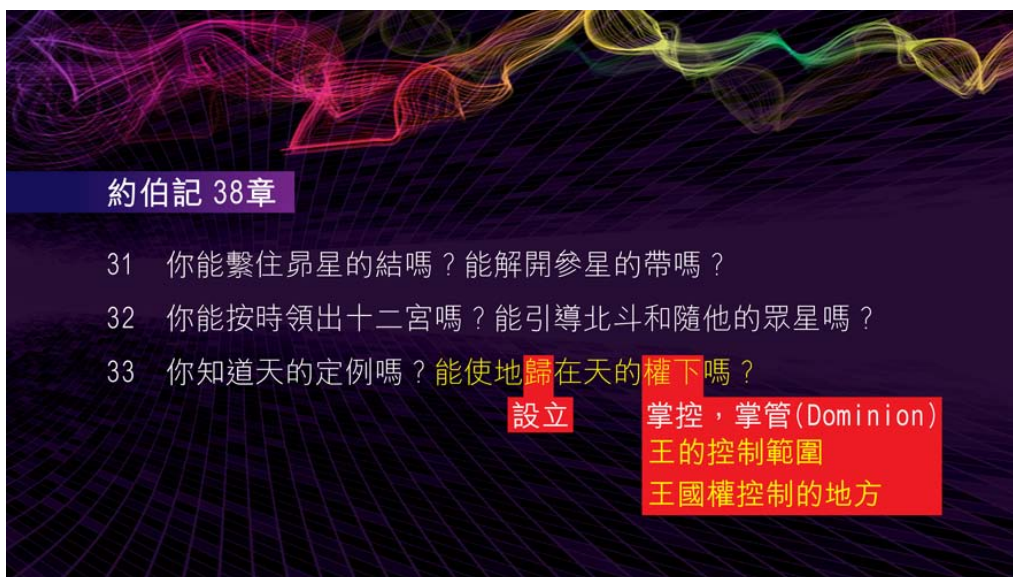 約伯記 38章
31 你能繫住昴星的結嗎？能解開參星的帶嗎？
32 你能按時領出十二宮嗎？能引導北斗和隨他的眾星嗎？
33 你知道天的定例嗎？能使地歸在天的權下嗎？
設立 掌控，掌管(Dominion)
王的控制範圍
王國權控制的地方